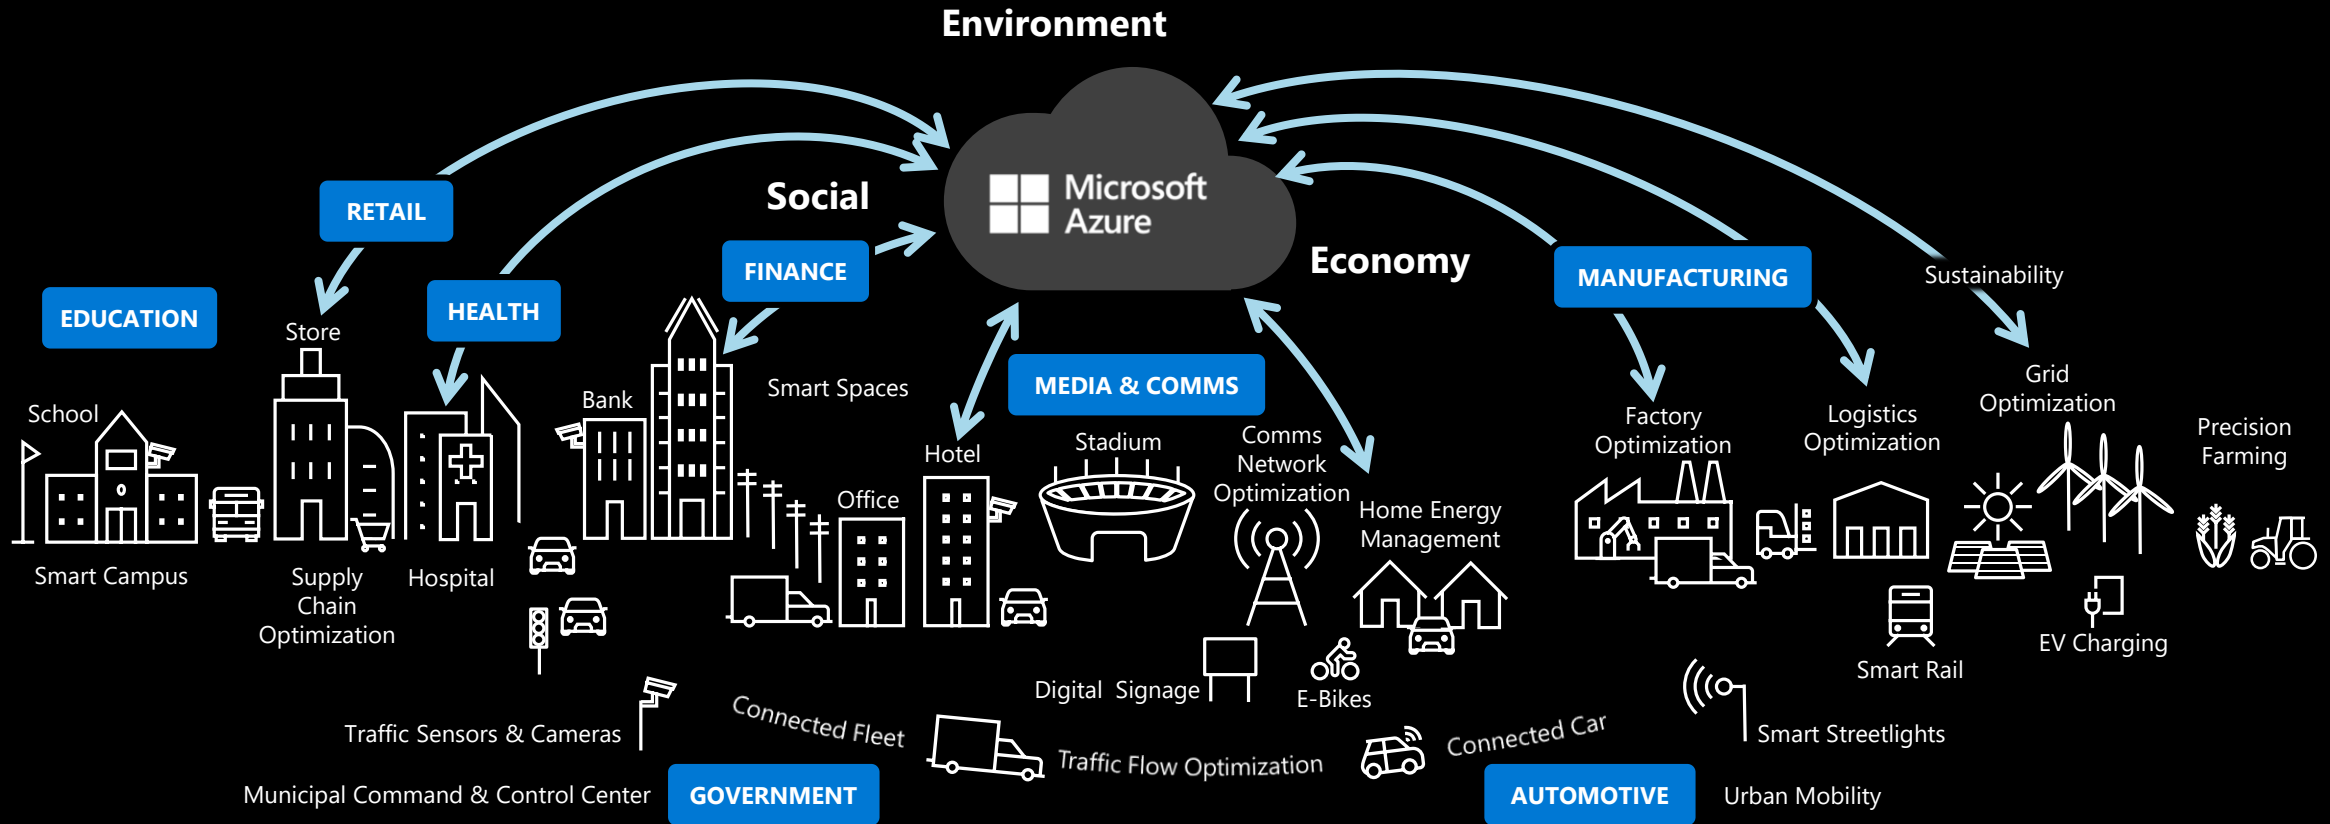 Environment
Microsoft
Azure
Social
RETAIL
Economy
FINANCE
MANUFACTURING
Sustainability
EDUCATION
HEALTH
Store
MEDIA & COMMS
Smart Spaces
Bank
School
Grid
Optimization
Factory
Optimization
Logistics
Optimization
Precision
Farming
Hotel
Stadium
Comms
Network
Optimization
Office
Home Energy
Management
Smart Campus
Supply
Chain
Optimization
Hospital
EV Charging
Smart Rail
Digital Signage
E-Bikes
Traffic Sensors & Cameras
Connected Fleet
Traffic Flow Optimization
Connected Car
Smart Streetlights
Municipal Command & Control Center
GOVERNMENT
AUTOMOTIVE
Urban Mobility